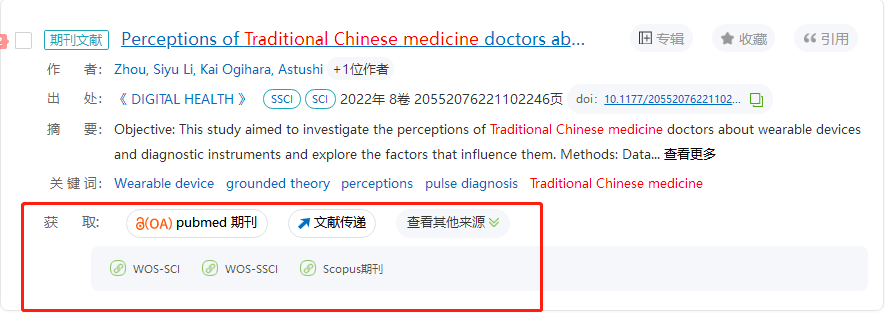 2 期刊文献 Perceptions of Traditional Chinese medicine doctors ab... 专辑 收藏 引用
作 者: Zhou, Siyu Li, Kai Ogihara, Astushi +1位作者
出 处: 《 DIGITAL HEALTH 》 SSCI SCI 2022年 8卷 20552076221102246页 doi: 10.1177/20552076221102...
摘 要: Objective: This study aimed to investigate the perceptions of Traditional Chinese medicine doctors about wearable devices
and diagnostic instruments and explore the factors that influence them. Methods: Data... 查看更多
关 键 词: Wearable device grounded theory perceptions pulse diagnosis Traditional Chinese medicine
获 取: (OA) pubmed 期刊 文献传递 查看其他来源
WOS-SCI WOS-SSCI Scopus期刊